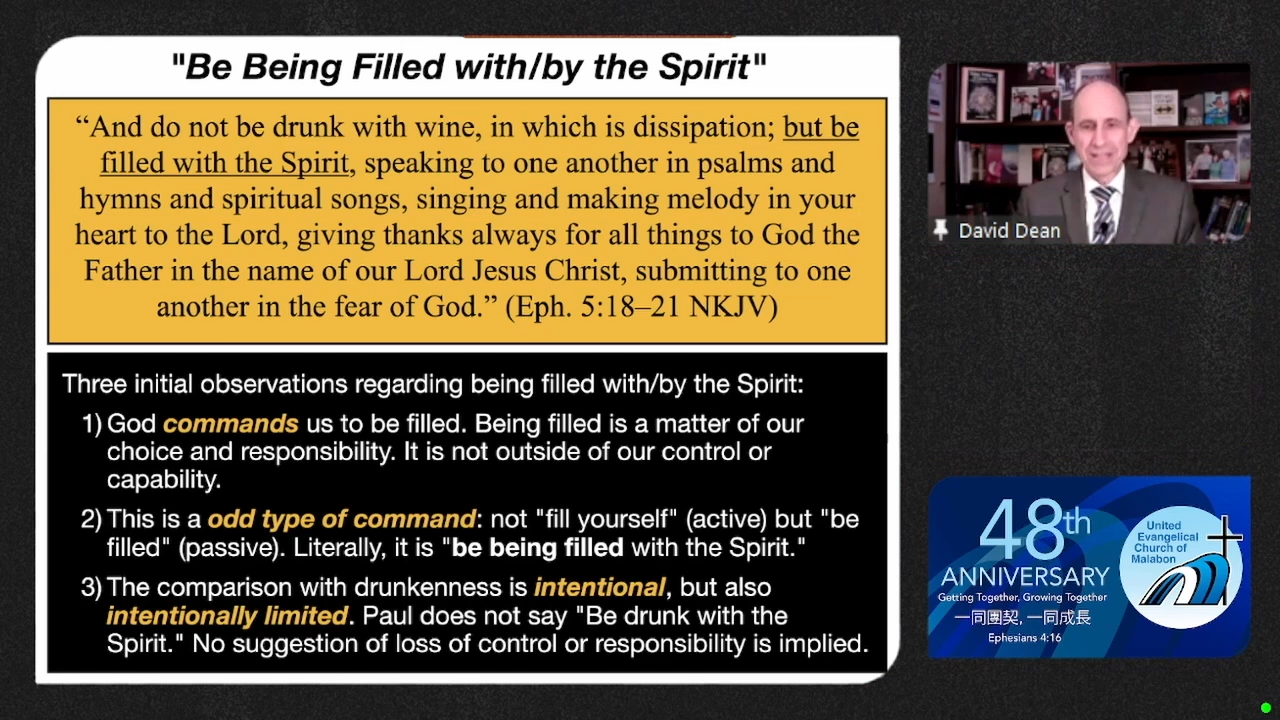 "Be Being Filled with/by the Spirit"
“And do not be drunk with wine, in which is dissipation; but be
filled with the Spirit, speaking to one another in psalms and
hymns and spiritual songs, singing and making melody in your
heart to the Lord, giving thanks always for all things to God the
Father in the name of our Lord Jesus Christ, submitting to one
another in the fear of God.” (Eph. 5:18–21 NKJV)
Three initial observations regarding being filled with/by the Spirit:
1) God commands us to be filled. Being filled is a matter of our
choice and responsibility. It is not outside of our control or
capability.
2) This is a odd type of command: not "fill yourself" (active) but "be
filled" (passive). Literally, it is "be being filled with the Spirit."
3) The comparison with drunkenness is intentional, but also
intentionally limited. Paul does not say "Be drunk with the
Spirit." No suggestion of loss of control or responsibility is implied.
David Dean
48th
ANNIVERSARY
Getting Together, Growing Together
一同團契, 一同成長
Ephesians 4:16
United
Evangelical
Church of
Malabon